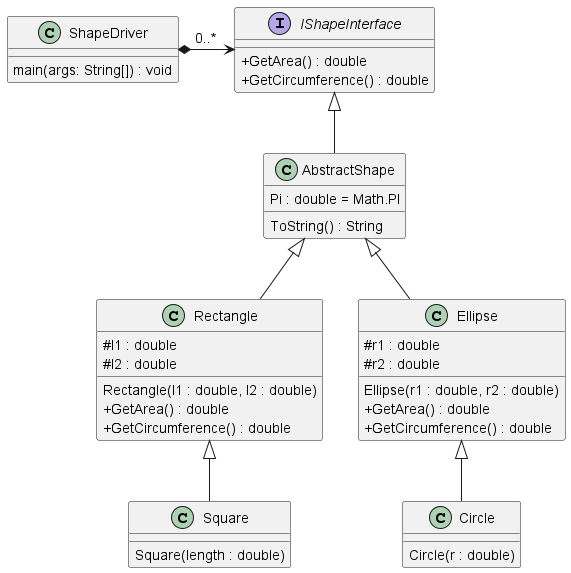 C ShapeDriver
main(args: String[]) : void
0..*
I IShapeInterface
+GetArea() : double
+GetCircumference() : double
C AbstractShape
Pi : double = Math.PI
ToString() : String
C Rectangle
#l1 : double
#l2 : double
Rectangle(l1 : double, l2 : double)
+GetArea() : double
+GetCircumference() : double
C Ellipse
#r1 : double
#r2 : double
Ellipse(r1 : double, r2 : double)
+GetArea() : double
+GetCircumference() : double
C Square
Square(length : double)
C Circle
Circle(r : double)